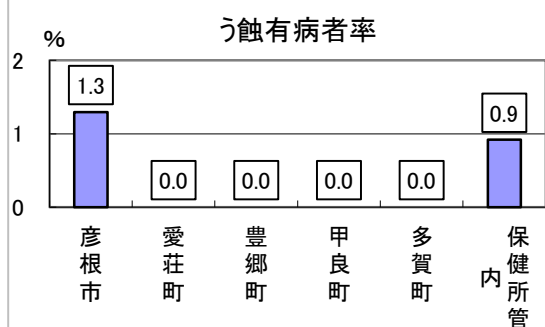 う蝕有病者率
%
2
1
0
1.3
0.0
0.0
0.0
0.0
0.9
彦根市
愛荘町
豊郷町
甲良町
多賀町
保健所管
内